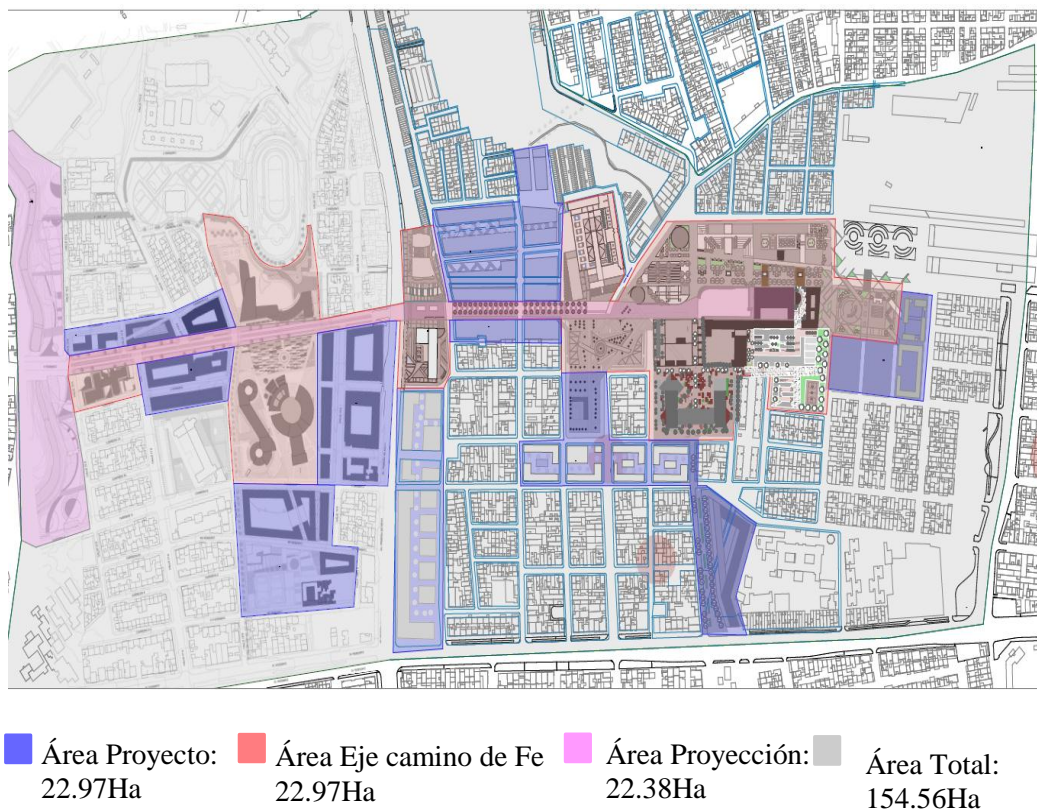 Área Proyecto:
22.97Ha
Área Eje camino de Fe
22.97Ha
Área Proyección:
22.38Ha
Área Total:
154.56Ha